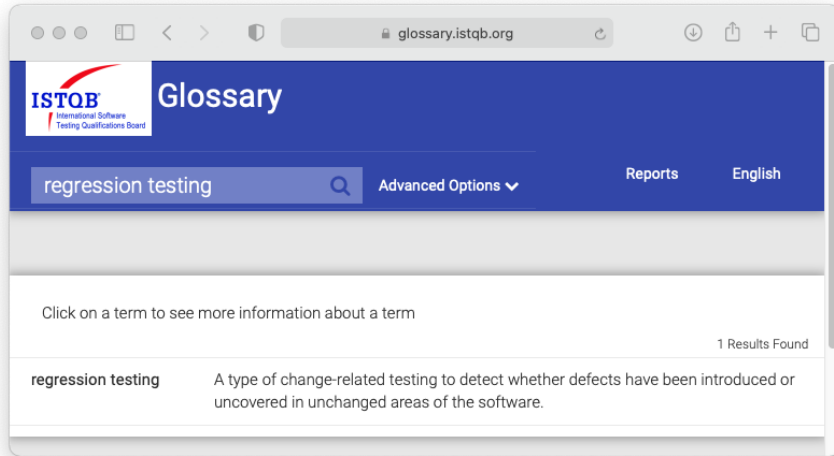 glossary.istqb.org
ISTQB®
International Software
Testing Qualifications Board
Glossary
regression testing
Advanced Options
Reports
English
Click on a term to see more information about a term
1 Results Found
regression testing
A type of change-related testing to detect whether defects have been introduced or
uncovered in unchanged areas of the software.